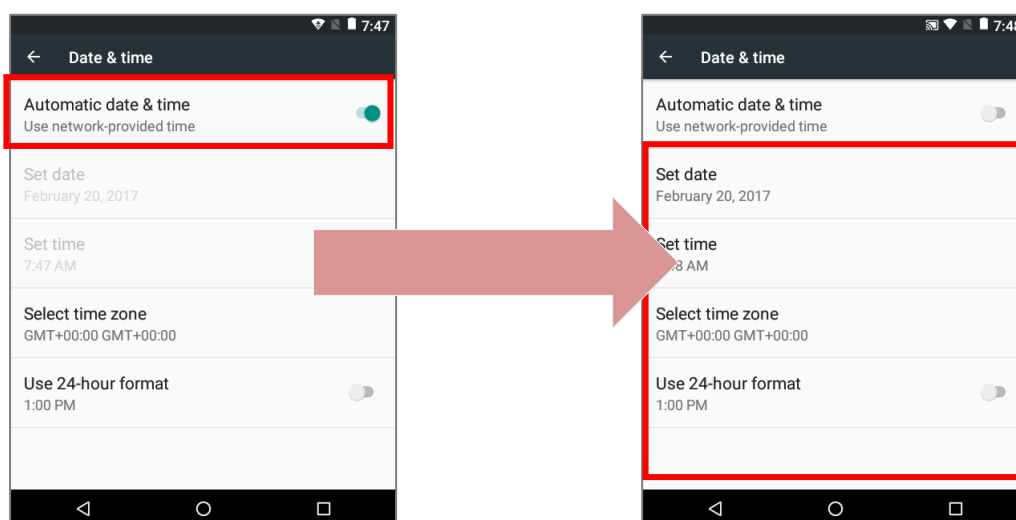 7:47
Date & time
Automatic date & time
Use network-provided time
Set date
February 20, 2017
Set time
7:47 AM
Select time zone
GMT+00:00 GMT+00:00
Use 24-hour format
1:00 PM
7:48
Date & time
Automatic date & time
Use network-provided time
Set date
February 20, 2017
Set time
AM
Select time zone
GMT+00:00 GMT+00:00
Use 24-hour format
1:00 PM